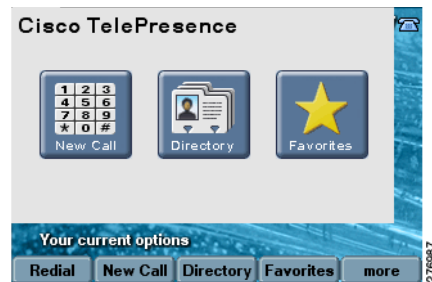 Cisco TelePresence
1 2 3
4 5 6
7 8 9
* 0 #
New Call
Directory
Favorites
Your current options
Redial New Call Directory Favorites more
276987